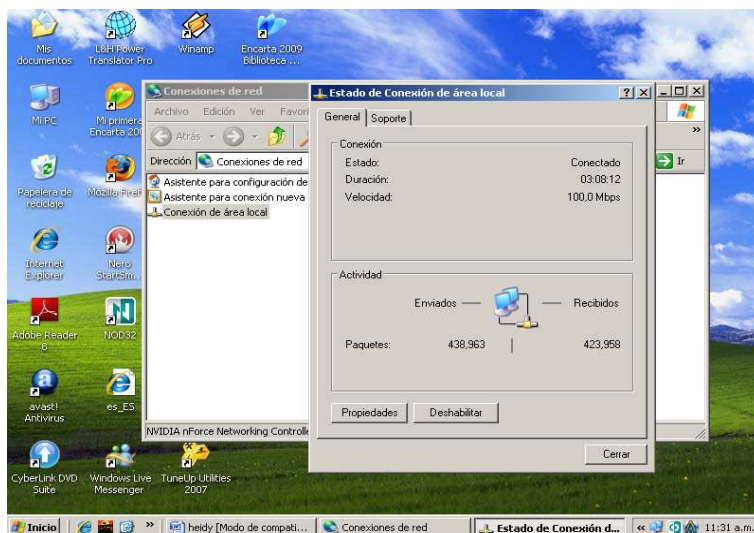 Mis documentos
L&H Power Translator Pro
Winamp
Encarta 2009 Biblioteca ...
Mi PC
Mi primera Encarta 200
Papelera de reciclaje
Mozilla Firef
Internet Explorer
Nero StartSm...
Adobe Reader 8
NOD32
avast! Antivirus
es_ES
CyberLink DVD Suite
Windows Live Messenger
TuneUp Utilities 2007
Conexiones de red
Archivo Edición Ver Favori
Atrás
Dirección Conexiones de red
Ir
Asistente para configuración de
Asistente para conexión nueva
Conexión de área local
NVIDIA nForce Networking Controlle
Estado de Conexión de área local
General Soporte
Conexión
Estado: Conectado
Duración: 03:08:12
Velocidad: 100,0 Mbps
Actividad
Enviados — — Recibidos
Paquetes: 438,963 | 423,958
Propiedades Deshabilitar
Cerrar
Inicio » heidy [Modo de compati... Conexiones de red Estado de Conexión d... « 11:31 a.m.